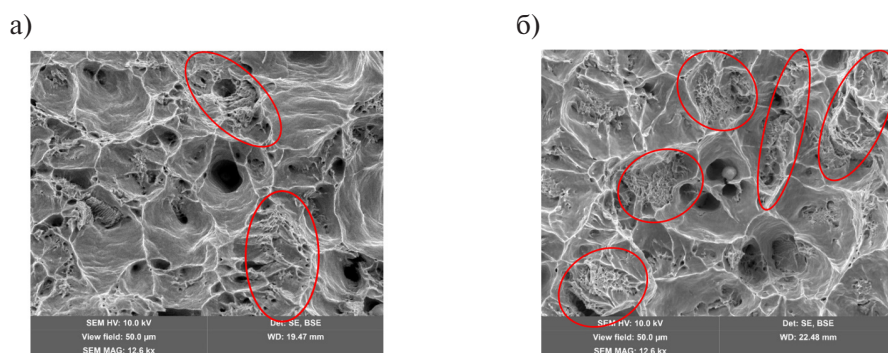 а)
б)
SEM HV: 10.0 kV
Det: SE, BSE
View field: 50.0 µm
WD: 19.47 mm
SEM MAG: 12.6 kx
SEM HV: 10.0 kV
Det: SE, BSE
View field: 50.0 µm
WD: 22.48 mm
SEM MAG: 12.6 kx